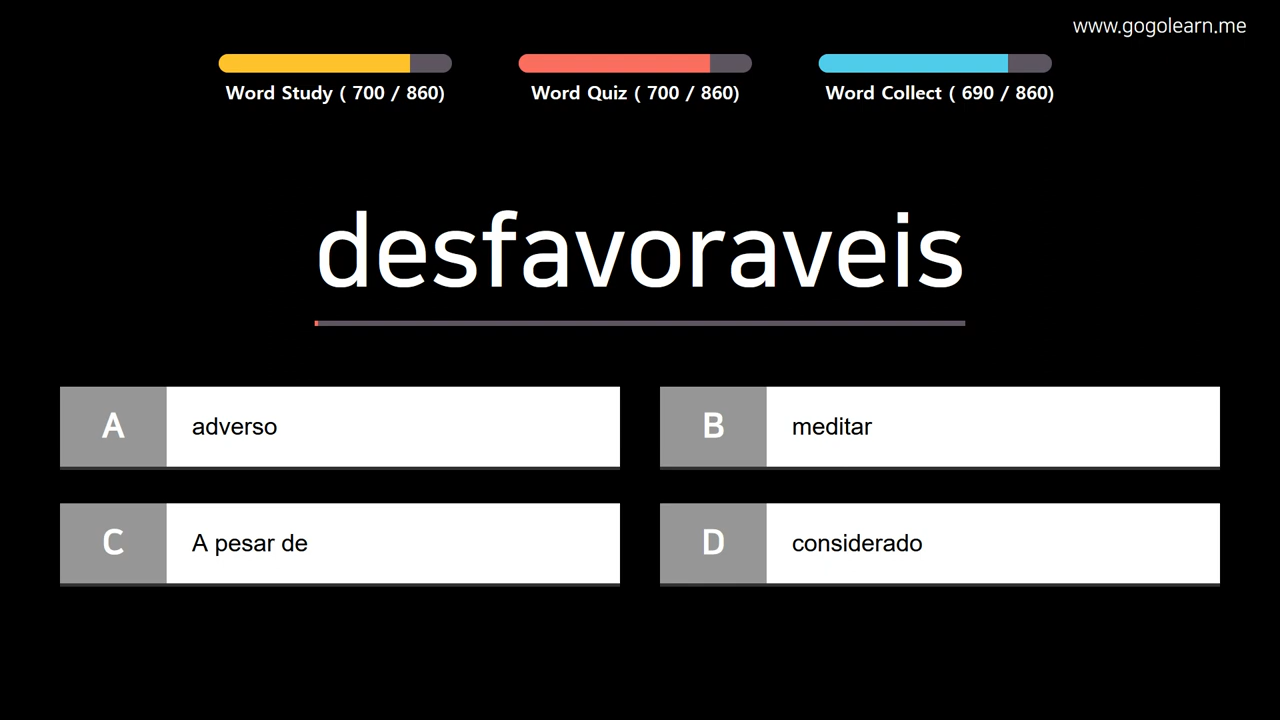 www.gogolearn.me
Word Study ( 700 / 860)
Word Quiz ( 700 / 860)
Word Collect ( 690 / 860)
desfavoraveis
A adverso
B meditar
C A pesar de
D considerado